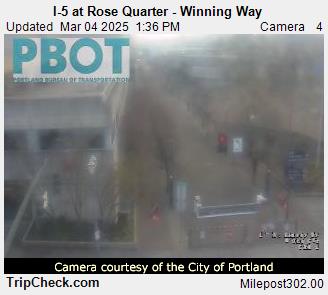 I-5 at Rose Quarter - Winning Way
Updated Mar 04 2025 1:36 PM Camera 4
PBOT
PORTLAND BUREAU OF TRANSPORTATION
Camera courtesy of the City of Portland
TripCheck.com Milepost302.00